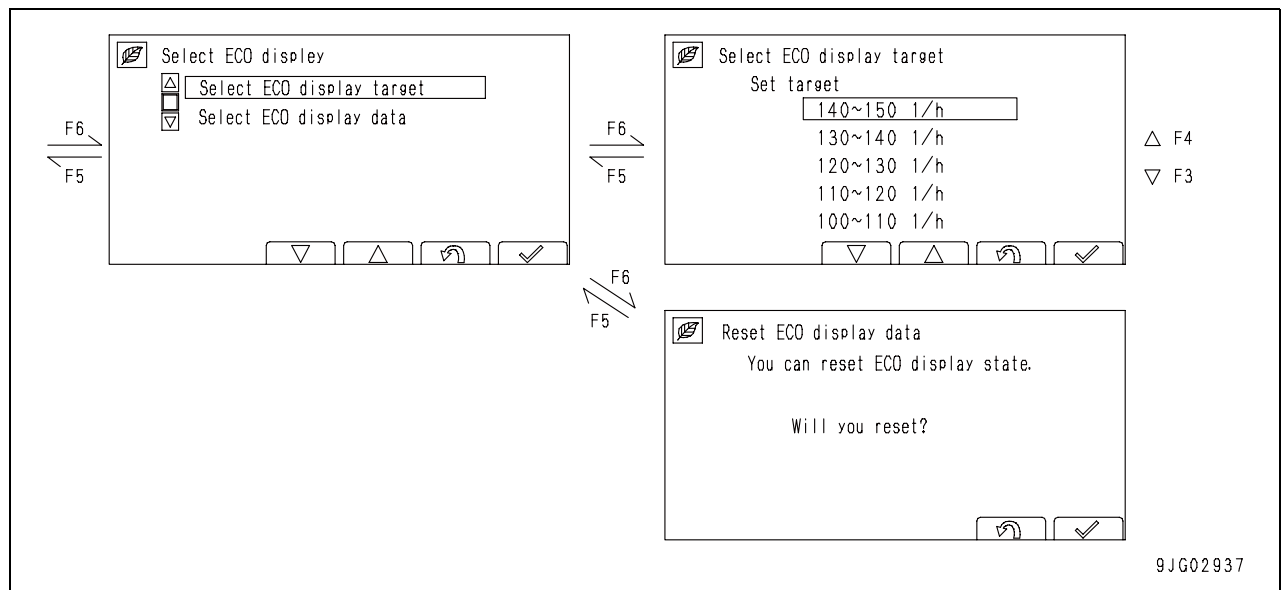 Select ECO displey
Select ECO display target
Select ECO display data
F6
F5
F6
F5
Select ECO display target
Set target
140~150 1/h
130~140 1/h
120~130 1/h
110~120 1/h
100~110 1/h
△ F4
▽ F3
F6
F5
Reset ECO display data
You can reset ECO display state.
Will you reset?
9JG02937